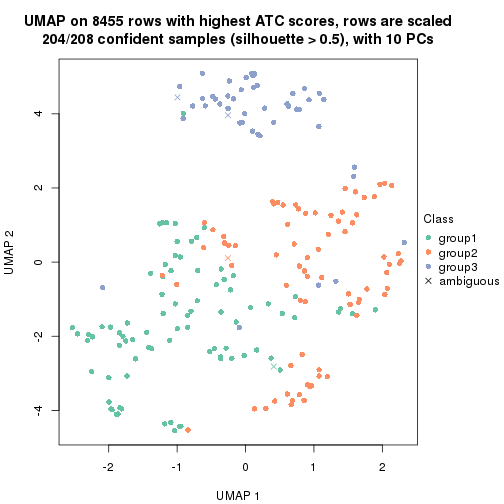 UMAP on 8455 rows with highest ATC scores, rows are scaled
204/208 confident samples (silhouette > 0.5), with 10 PCs
4
2
0
-2
-4
UMAP 2
-2
-1
0
1
2
UMAP 1
Class
group1
group2
group3
ambiguous